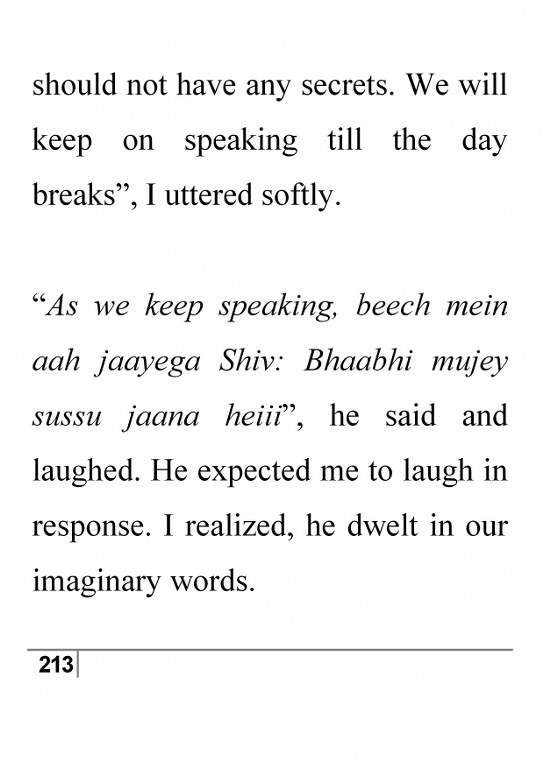 should not have any secrets. We will
keep on speaking till the day
breaks”, I uttered softly.
“As we keep speaking, beech mein
aah jaayega Shiv: Bhaabhi mujey
sussu jaana heiii”, he said and
laughed. He expected me to laugh in
response. I realized, he dwelt in our
imaginary words.
213